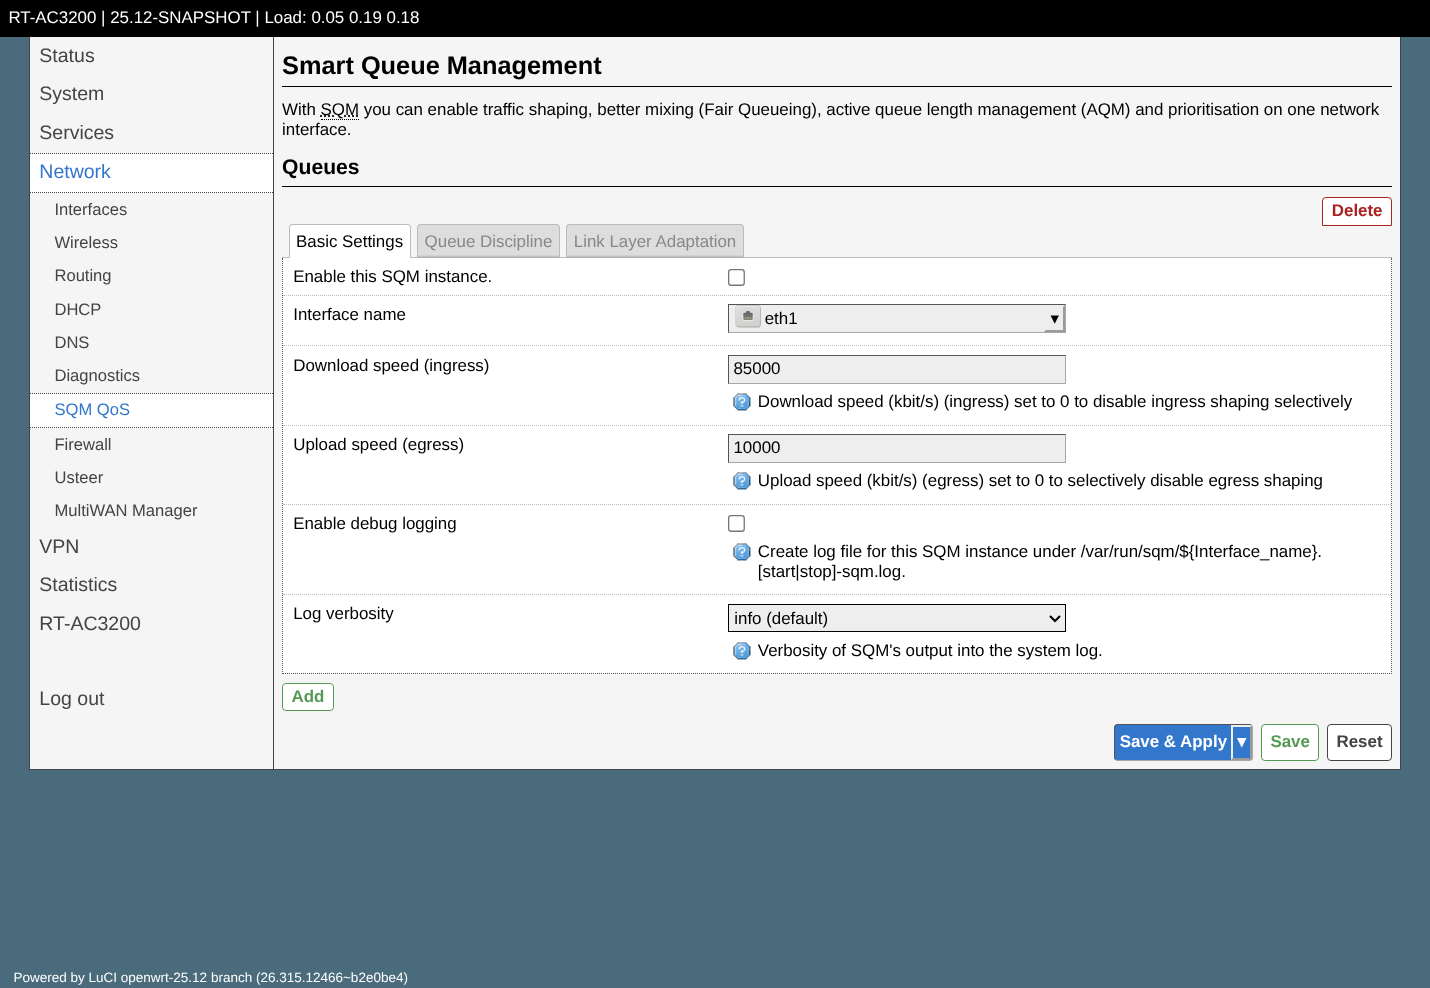 RT-AC3200 | 25.12-SNAPSHOT | Load: 0.05 0.19 0.18
Status
System
Services
Network
Interfaces
Wireless
Routing
DHCP
DNS
Diagnostics
SQM QoS
Firewall
Usteer
MultiWAN Manager
VPN
Statistics
RT-AC3200
Log out
Smart Queue Management
With SQM you can enable traffic shaping, better mixing (Fair Queueing), active queue length management (AQM) and prioritisation on one network
interface.
Queues
Delete
Basic Settings Queue Discipline Link Layer Adaptation
Enable this SQM instance.
Interface name eth1
Download speed (ingress) 85000
Download speed (kbit/s) (ingress) set to 0 to disable ingress shaping selectively
Upload speed (egress) 10000
Upload speed (kbit/s) (egress) set to 0 to selectively disable egress shaping
Enable debug logging
Create log file for this SQM instance under /var/run/sqm/${Interface_name}.
[start|stop]-sqm.log.
Log verbosity info (default)
Verbosity of SQM's output into the system log.
Add
Save & Apply Save Reset
Powered by LuCI openwrt-25.12 branch (26.315.12466~b2e0be4)